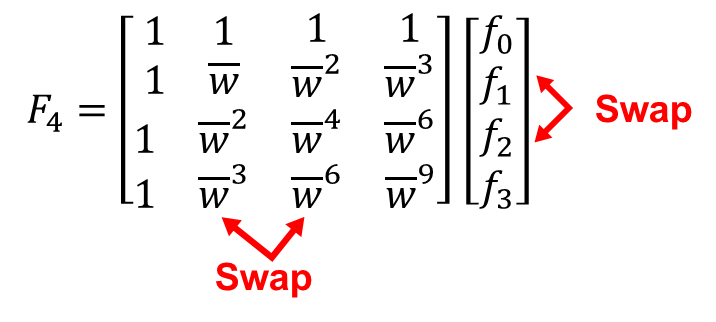 1 1 1 1 f₀
1 w̅ w̅² w̅³ f₁
F₄ = Swap
1 w̅² w̅⁴ w̅⁶ f₂
1 w̅³ w̅⁶ w̅⁹ f₃
Swap